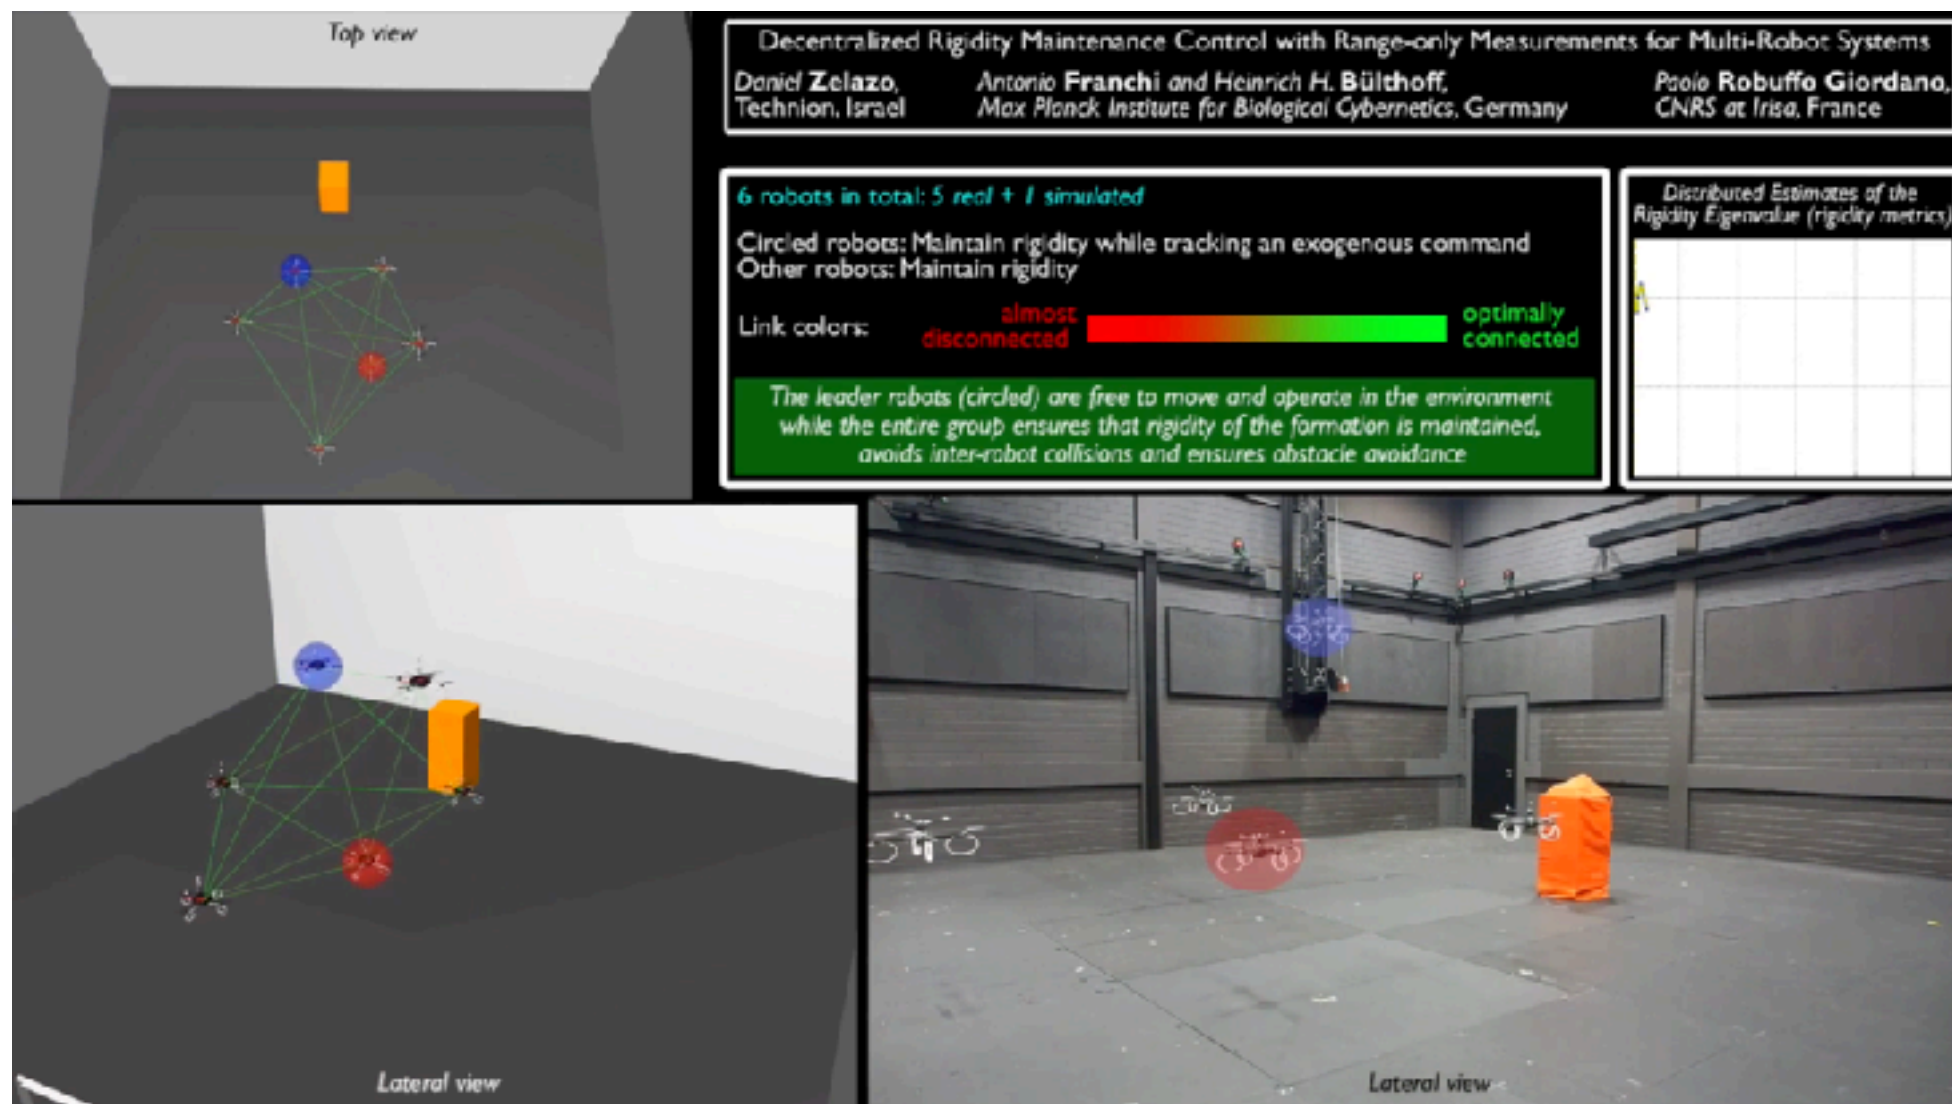 Top view
Decentralized Rigidity Maintenance Control with Range-only Measurements for Multi-Robot Systems
Daniel Zelazo,
Technion, Israel
Antonio Franchi and Heinrich H. Bülthoff,
Max Planck Institute for Biological Cybernetics, Germany
Paolo Robuffo Giordano,
CNRS at Irisa, France
6 robots in total: 5 real + 1 simulated
Circled robots: Maintain rigidity while tracking an exogenous command
Other robots: Maintain rigidity
Link colors:
almost
disconnected
optimally
connected
The leader robots (circled) are free to move and operate in the environment
while the entire group ensures that rigidity of the formation is maintained,
avoids inter-robot collisions and ensures obstacle avoidance
Distributed Estimates of the
Rigidity Eigenvalue (rigidity metrics)
Lateral view
Lateral view